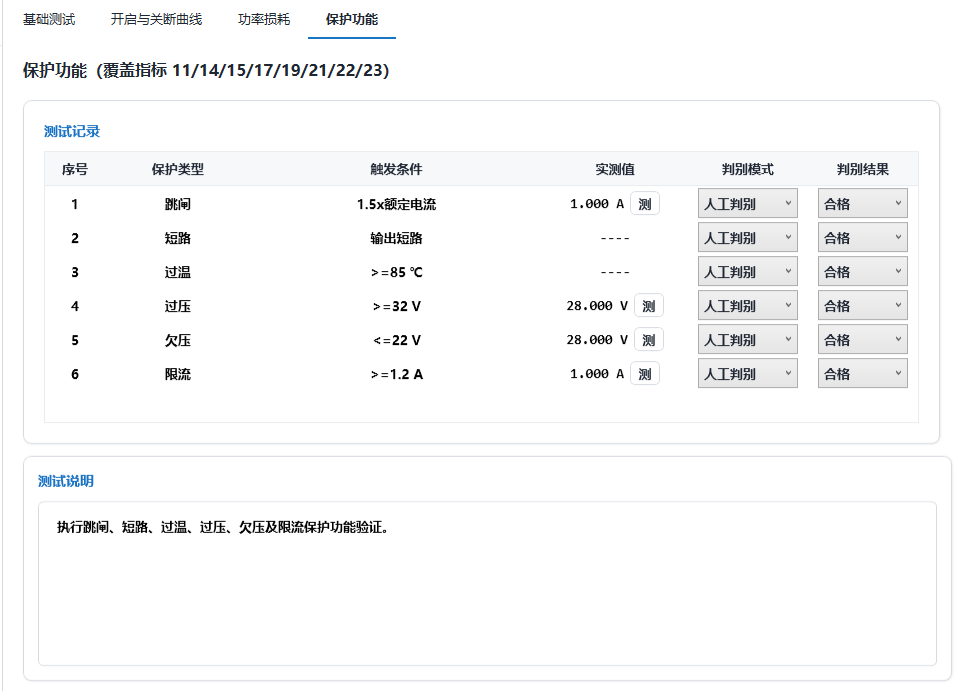 基础测试 开启与关断曲线 功率损耗 保护功能
保护功能（覆盖指标 11/14/15/17/19/21/22/23）
测试记录
序号 保护类型 触发条件 实测值 判别模式 判别结果
1 跳闸 1.5x额定电流 1.000 A 测 人工判别 合格
2 短路 输出短路 ---- 人工判别 合格
3 过温 >=85 ℃ ---- 人工判别 合格
4 过压 >=32 V 28.000 V 测 人工判别 合格
5 欠压 <=22 V 28.000 V 测 人工判别 合格
6 限流 >=1.2 A 1.000 A 测 人工判别 合格
测试说明
执行跳闸、短路、过温、过压、欠压及限流保护功能验证。